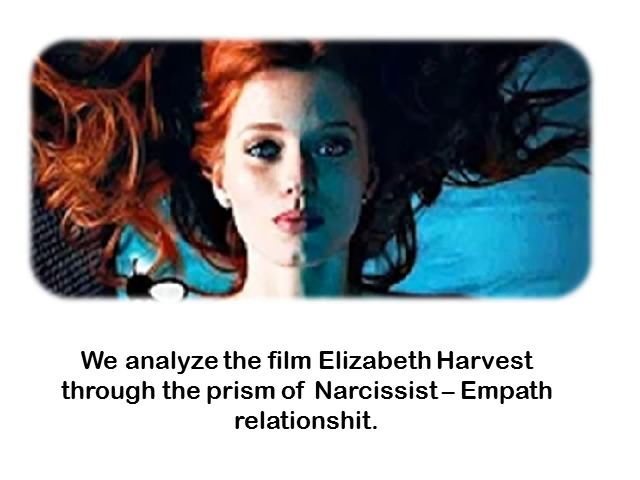 We analyze the film Elizabeth Harvest
through the prism of Narcissist – Empath
relationshit.